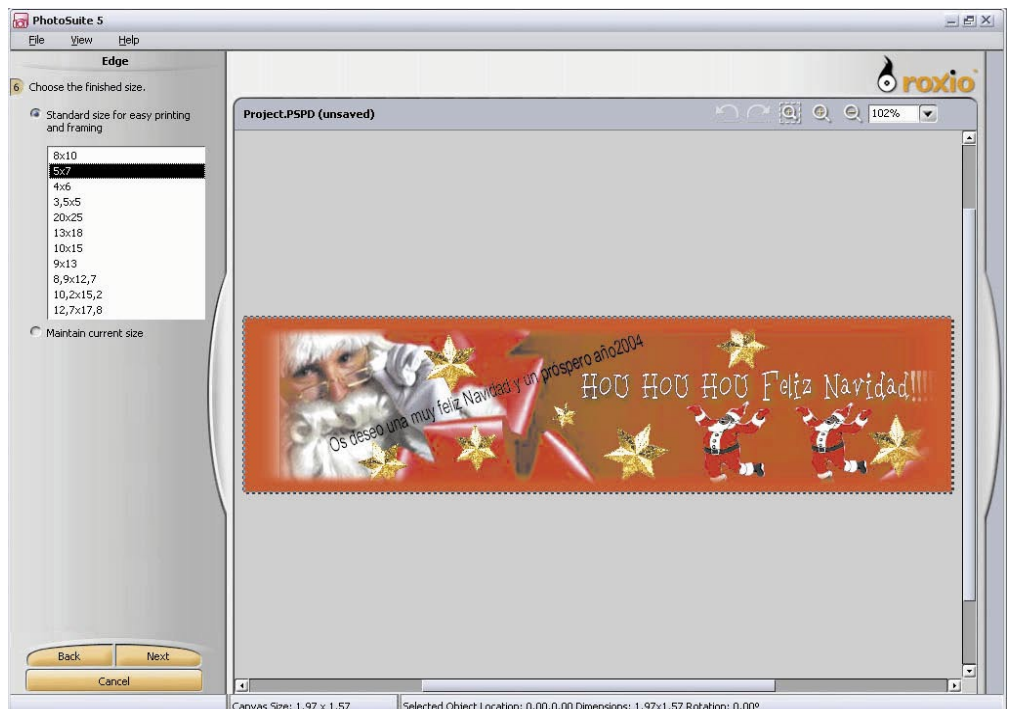 PhotoSuite 5
File View Help
Edge
6 Choose the finished size.
Standard size for easy printing
and framing
8x10
5x7
4x6
3,5x5
20x25
13x18
10x15
9x13
8,9x12,7
10,2x15,2
12,7x17,8
Maintain current size
Back Next
Cancel
roxio
Project.PSPD (unsaved)
102%
Os deseo una muy feliz Navidad y un próspero año2004
HOU HOU HOU Feliz Navidad!!!
Canvas Size: 1.97 x 1.57 Selected Object Location: 0.00,0.00 Dimensions: 1.97x1.57 Rotation: 0.00º